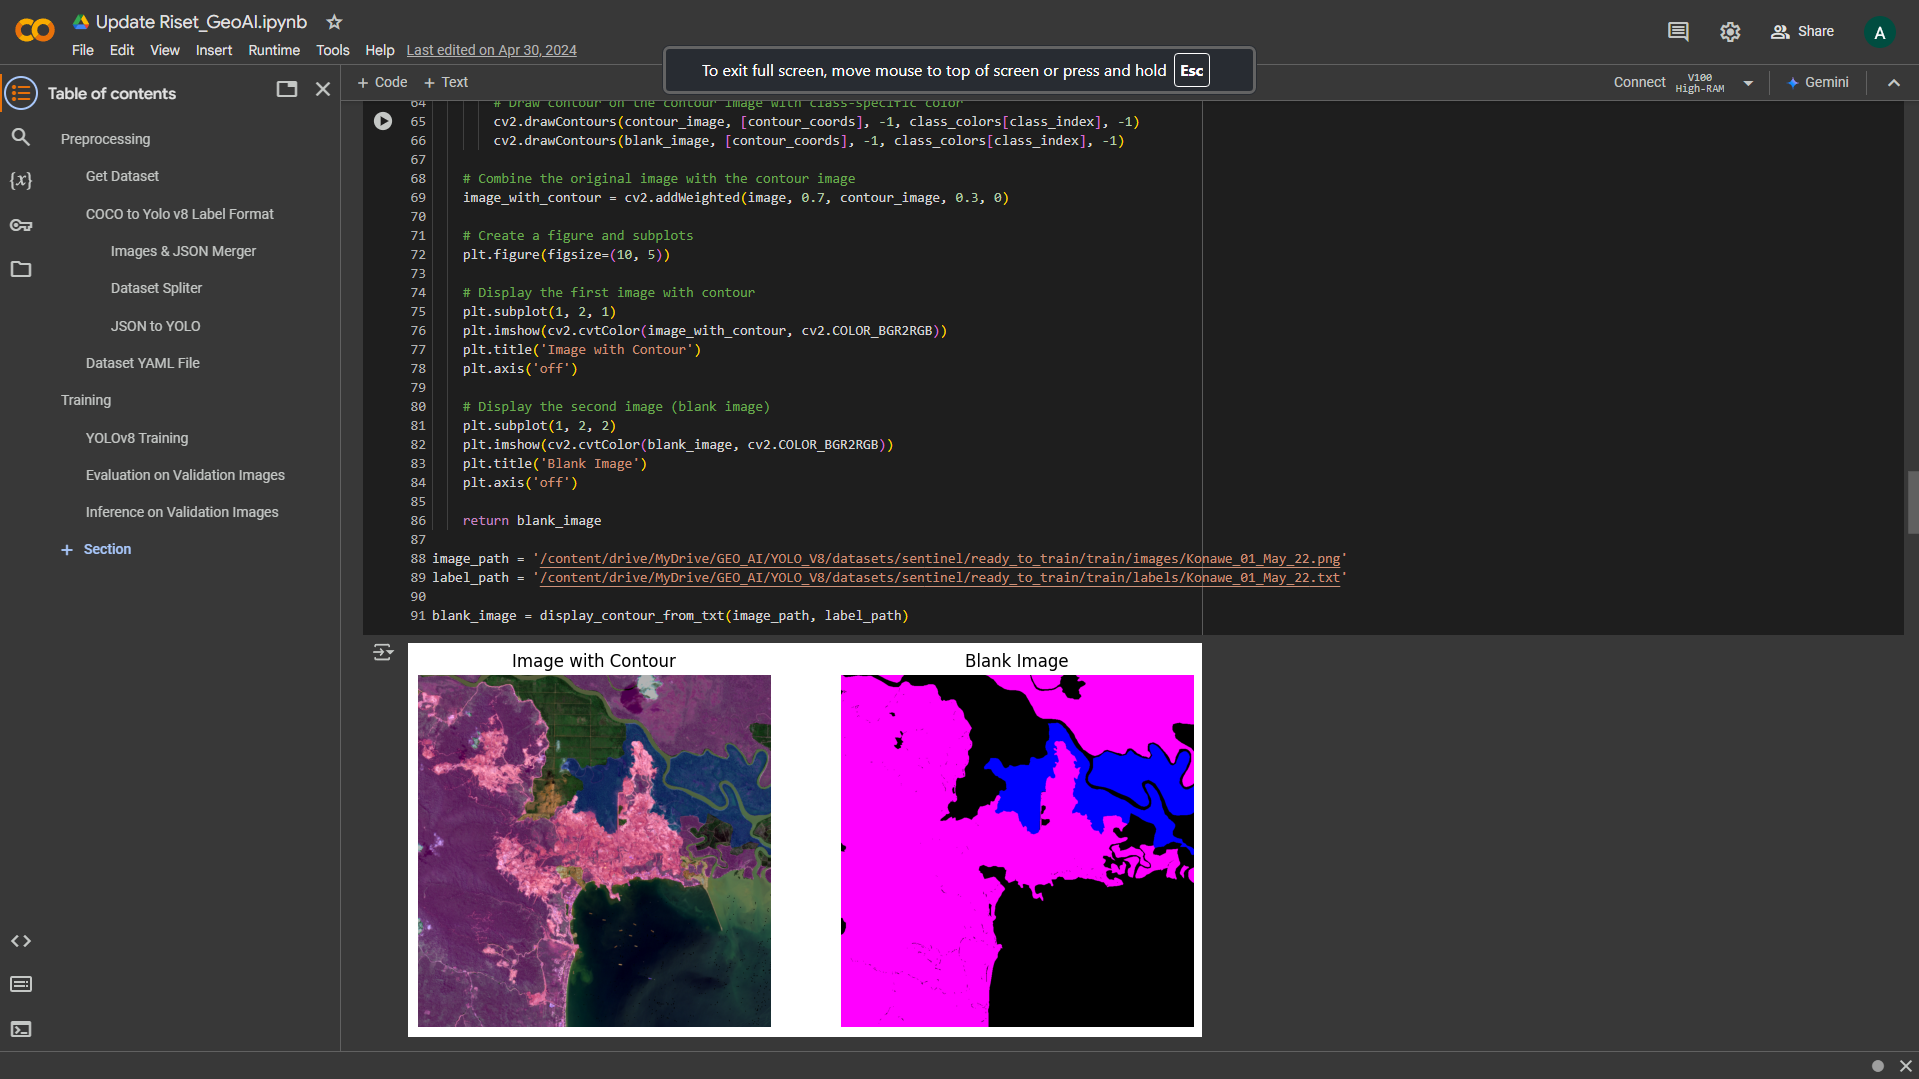 Update Riset_GeoAI.ipynb
File Edit View Insert Runtime Tools Help Last edited on Apr 30, 2024
To exit full screen, move mouse to top of screen or press and hold Esc
Share
A
Table of contents
Preprocessing
Get Dataset
COCO to Yolo v8 Label Format
Images & JSON Merger
Dataset Spliter
JSON to YOLO
Dataset YAML File
Training
YOLOv8 Training
Evaluation on Validation Images
Inference on Validation Images
+ Section
+ Code + Text
Connect V100 High-RAM
Gemini
64 # Draw contour on the contour image with class-specific color
65 cv2.drawContours(contour_image, [contour_coords], -1, class_colors[class_index], -1)
66 cv2.drawContours(blank_image, [contour_coords], -1, class_colors[class_index], -1)
67
68 # Combine the original image with the contour image
69 image_with_contour = cv2.addWeighted(image, 0.7, contour_image, 0.3, 0)
70
71 # Create a figure and subplots
72 plt.figure(figsize=(10, 5))
73
74 # Display the first image with contour
75 plt.subplot(1, 2, 1)
76 plt.imshow(cv2.cvtColor(image_with_contour, cv2.COLOR_BGR2RGB))
77 plt.title('Image with Contour')
78 plt.axis('off')
79
80 # Display the second image (blank image)
81 plt.subplot(1, 2, 2)
82 plt.imshow(cv2.cvtColor(blank_image, cv2.COLOR_BGR2RGB))
83 plt.title('Blank Image')
84 plt.axis('off')
85
86 return blank_image
87
88 image_path = '/content/drive/MyDrive/GEO_AI/YOLO_V8/datasets/sentinel/ready_to_train/train/images/Konawe_01_May_22.png'
89 label_path = '/content/drive/MyDrive/GEO_AI/YOLO_V8/datasets/sentinel/ready_to_train/train/labels/Konawe_01_May_22.txt'
90
91 blank_image = display_contour_from_txt(image_path, label_path)
Image with Contour
Blank Image